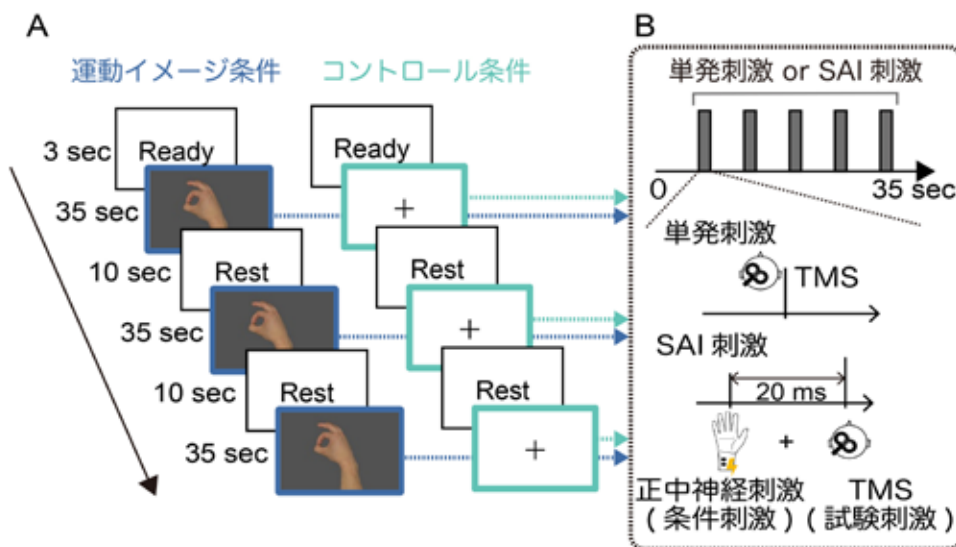 A
運動イメージ条件
コントロール条件
3 sec
Ready
Ready
35 sec
+
10 sec
Rest
Rest
35 sec
+
10 sec
Rest
Rest
35 sec
+
B
単発刺激 or SAI 刺激
0
35 sec
単発刺激
TMS
SAI 刺激
20 ms
+
正中神経刺激
(条件刺激)
TMS
(試験刺激)